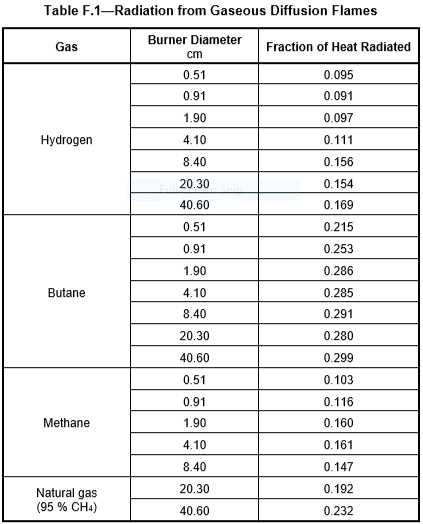 Table F.1—Radiation from Gaseous Diffusion Flames
Gas Burner Diameter cm Fraction of Heat Radiated
Hydrogen 0.51 0.095
0.91 0.091
1.90 0.097
4.10 0.111
8.40 0.156
20.30 0.154
40.60 0.169
Butane 0.51 0.215
0.91 0.253
1.90 0.286
4.10 0.285
8.40 0.291
20.30 0.280
40.60 0.299
Methane 0.51 0.103
0.91 0.116
1.90 0.160
4.10 0.161
8.40 0.147
Natural gas (95 % CH4) 20.30 0.192
40.60 0.232